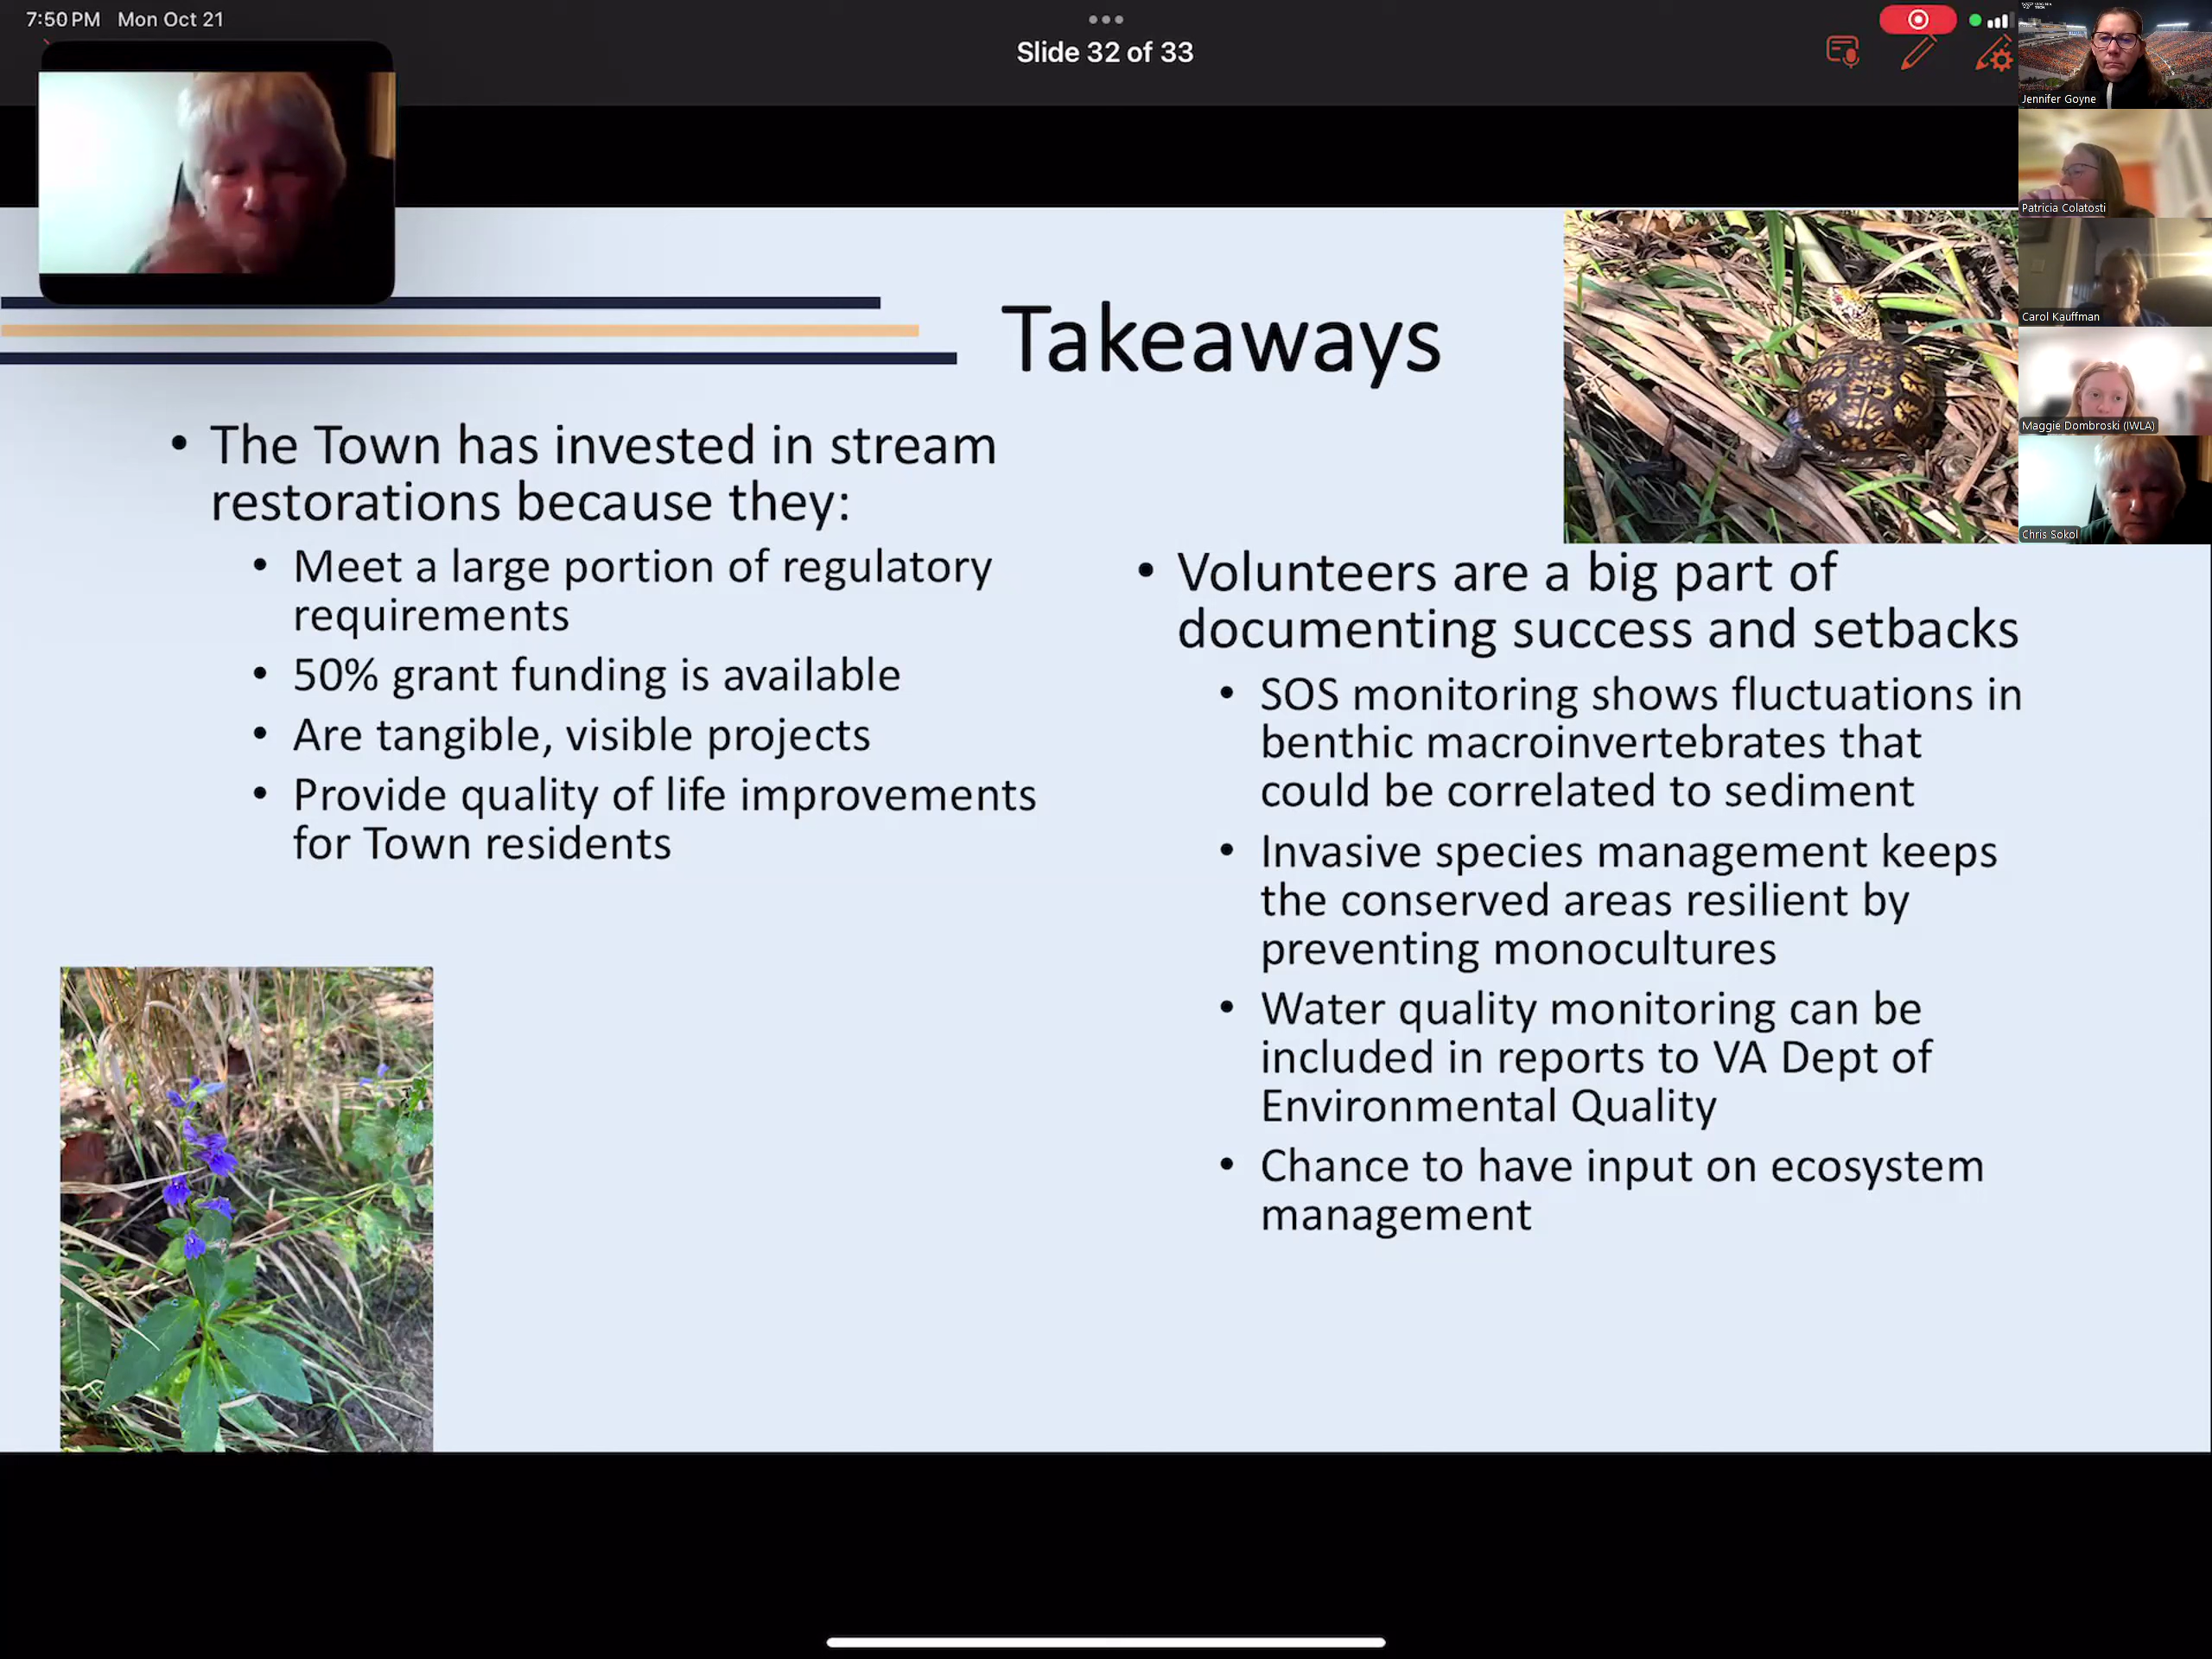 7:50 PM Mon Oct 21
Slide 32 of 33
Jennifer Goyne
Patricia Colatosti
Carol Kauffman
Maggie Dombroski (IWLA)
Chris Sokol
Takeaways
• The Town has invested in stream
restorations because they:
• Meet a large portion of regulatory
requirements
• 50% grant funding is available
• Are tangible, visible projects
• Provide quality of life improvements
for Town residents
• Volunteers are a big part of
documenting success and setbacks
• SOS monitoring shows fluctuations in
benthic macroinvertebrates that
could be correlated to sediment
• Invasive species management keeps
the conserved areas resilient by
preventing monocultures
• Water quality monitoring can be
included in reports to VA Dept of
Environmental Quality
• Chance to have input on ecosystem
management